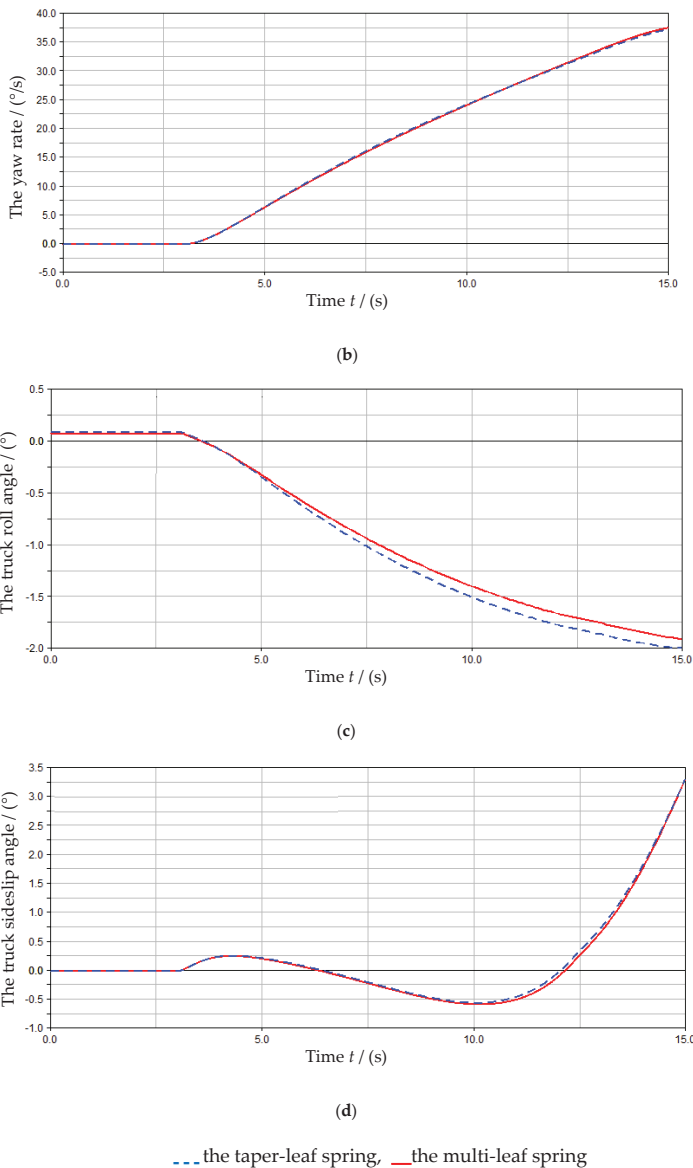 40.0
35.0
30.0
25.0
20.0
15.0
10.0
5.0
0.0
-5.0
The yaw rate / (°/s)
0.0 5.0 10.0 15.0
Time t / (s)
(b)
0.5
0.0
-0.5
-1.0
-1.5
-2.0
The truck roll angle / (°)
0.0 5.0 10.0 15.0
Time t / (s)
(c)
3.5
3.0
2.5
2.0
1.5
1.0
0.5
0.0
-0.5
-1.0
The truck sideslip angle / (°)
0.0 5.0 10.0 15.0
Time t / (s)
(d)
the taper-leaf spring, the multi-leaf spring